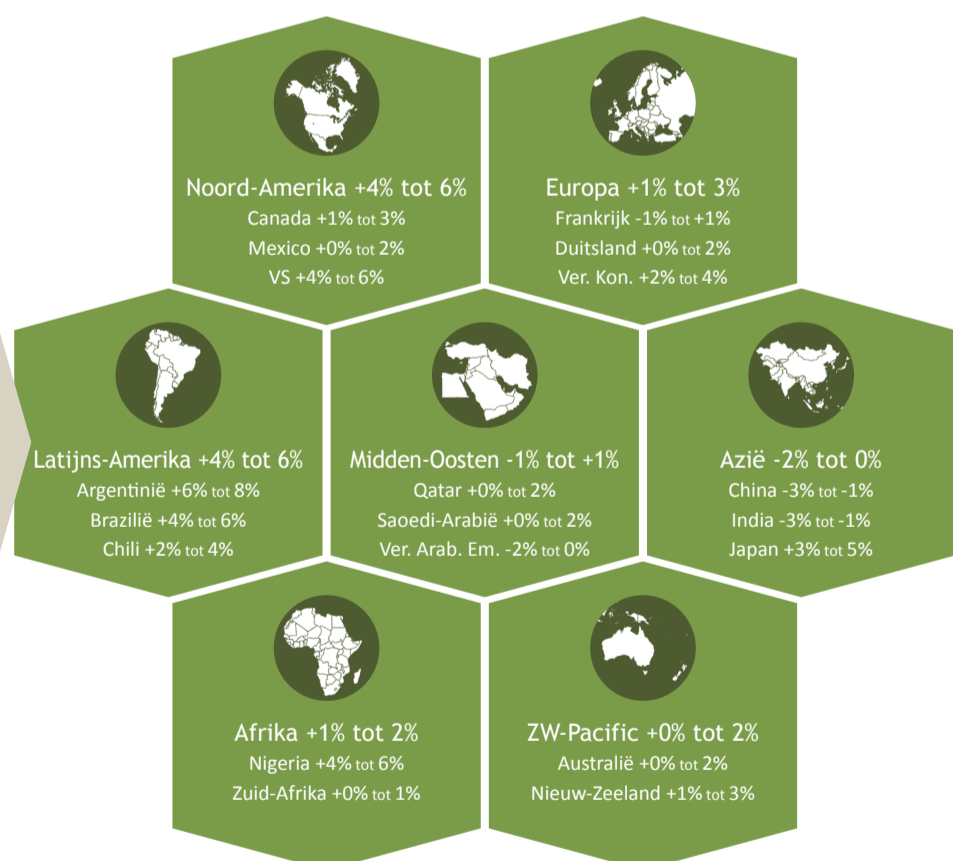 Noord-Amerika +4% tot 6%
Canada +1% tot 3%
Mexico +0% tot 2%
VS +4% tot 6%
Europa +1% tot 3%
Frankrijk -1% tot +1%
Duitsland +0% tot 2%
Ver. Kon. +2% tot 4%
Latijns-Amerika +4% tot 6%
Argentinië +6% tot 8%
Brazilië +4% tot 6%
Chili +2% tot 4%
Midden-Oosten -1% tot +1%
Qatar +0% tot 2%
Saoedi-Arabië +0% tot 2%
Ver. Arab. Em. -2% tot 0%
Azië -2% tot 0%
China -3% tot -1%
India -3% tot -1%
Japan +3% tot 5%
Afrika +1% tot 2%
Nigeria +4% tot 6%
Zuid-Afrika +0% tot 1%
ZW-Pacific +0% tot 2%
Australië +0% tot 2%
Nieuw-Zeeland +1% tot 3%